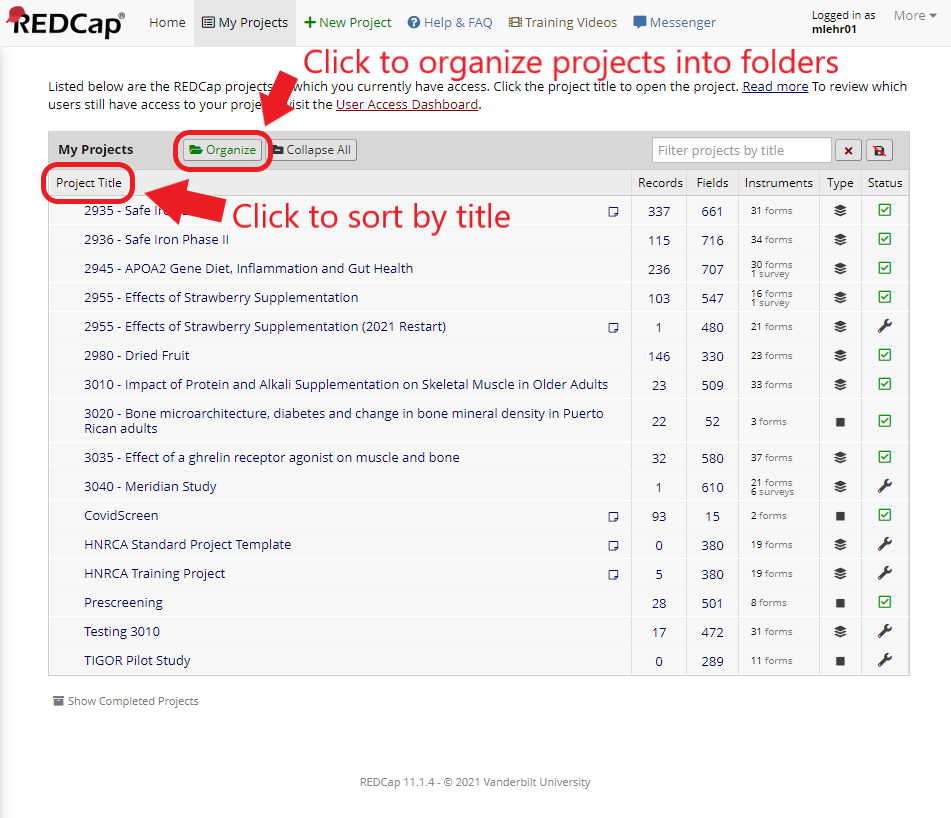 REDCap®
Home My Projects New Project Help & FAQ Training Videos Messenger
Logged in as
mlehr01
More
Click to organize projects into folders
Listed below are the REDCap projects which you currently have access. Click the project title to open the project. Read more To review which
users still have access to your visit the User Access Dashboard.
My Projects Organize Collapse All Filter projects by title
Project Title Records Fields Instruments Type Status
Click to sort by title
2935 - Safe 337 661 31 forms
2936 - Safe Iron Phase II 115 716 34 forms
2945 - APOA2 Gene Diet, Inflammation and Gut Health 236 707 30 forms
1 survey
2955 - Effects of Strawberry Supplementation 103 547 16 forms
1 survey
2955 - Effects of Strawberry Supplementation (2021 Restart) 1 480 21 forms
2980 - Dried Fruit 146 330 23 forms
3010 - Impact of Protein and Alkali Supplementation on Skeletal Muscle in Older Adults 23 509 33 forms
3020 - Bone microarchitecture, diabetes and change in bone mineral density in Puerto
Rican adults 22 52 3 forms
3035 - Effect of a ghrelin receptor agonist on muscle and bone 32 580 37 forms
3040 - Meridian Study 1 610 21 forms
6 surveys
CovidScreen 93 15 2 forms
HNRCA Standard Project Template 0 380 19 forms
HNRCA Training Project 5 380 19 forms
Prescreening 28 501 8 forms
Testing 3010 17 472 31 forms
TIGOR Pilot Study 0 289 11 forms
Show Completed Projects
REDCap 11.1.4 - © 2021 Vanderbilt University